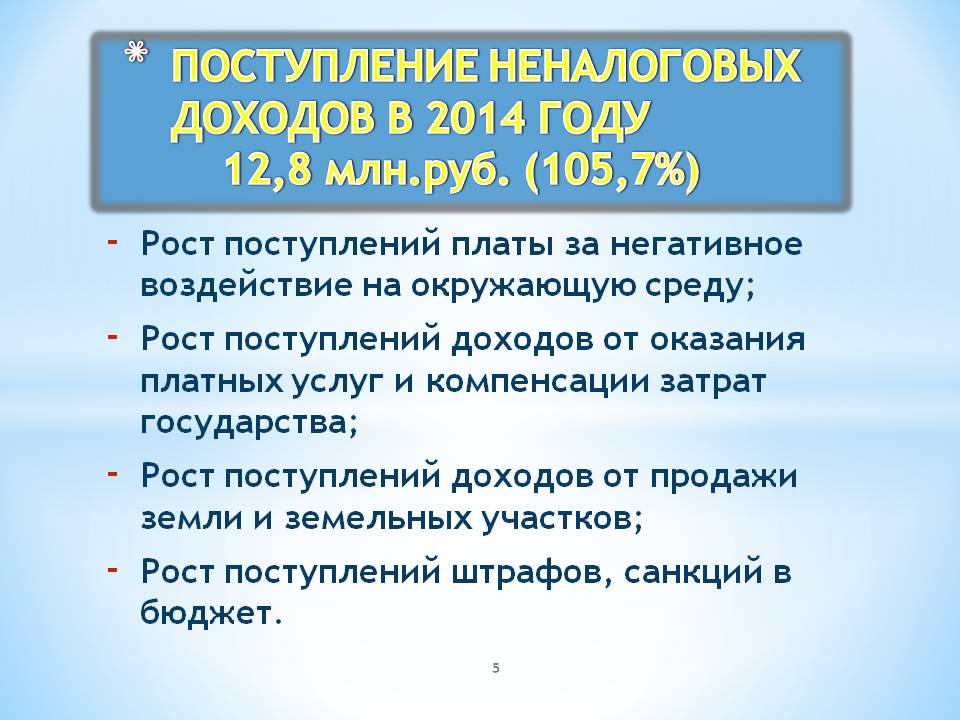 * ПОСТУПЛЕНИЕ НЕНАЛОГОВЫХ
ДОХОДОВ В 2014 ГОДУ
12,8 млн.руб. (105,7%)
- Рост поступлений платы за негативное
воздействие на окружающую среду;
- Рост поступлений доходов от оказания
платных услуг и компенсации затрат
государства;
- Рост поступлений доходов от продажи
земли и земельных участков;
- Рост поступлений штрафов, санкций в
бюджет.
5